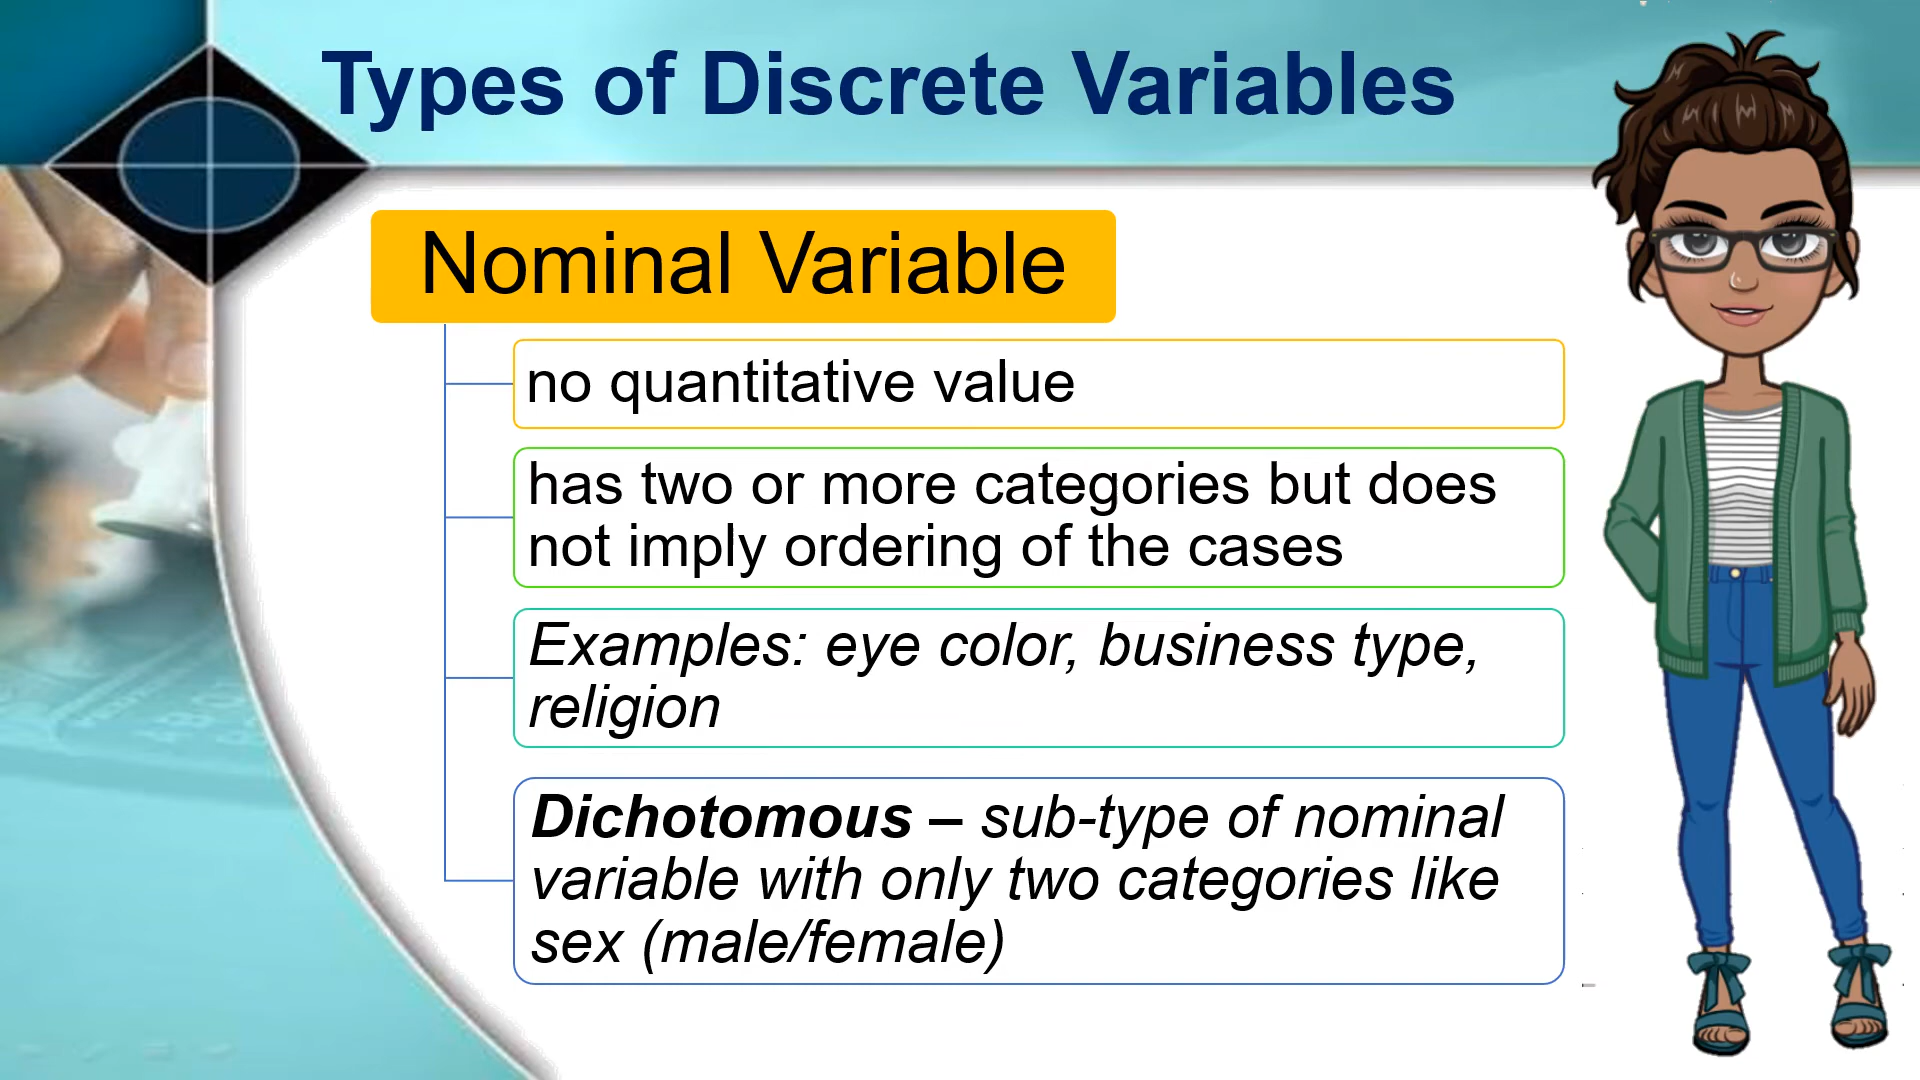 Types of Discrete Variables
Nominal Variable
no quantitative value
has two or more categories but does
not imply ordering of the cases
Examples: eye color, business type,
religion
Dichotomous – sub-type of nominal
variable with only two categories like
sex (male/female)